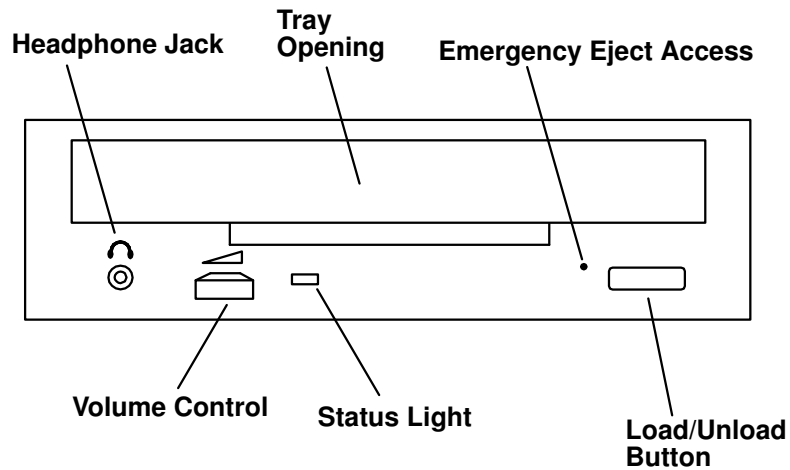 Headphone Jack
Tray
Opening
Emergency Eject Access
Volume Control
Status Light
Load/Unload
Button